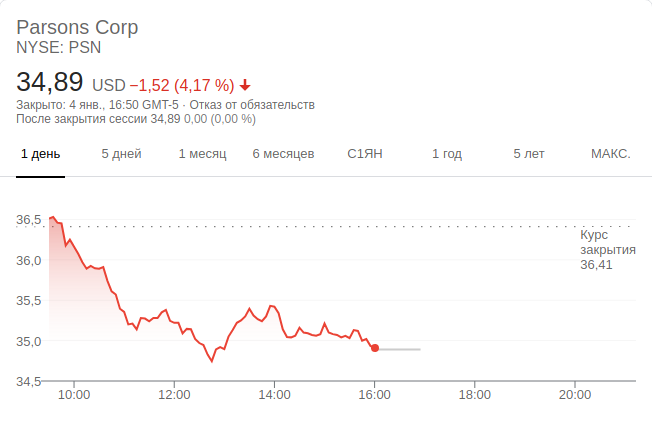 Parsons Corp
NYSE: PSN
34,89 USD −1,52 (4,17 %)
Закрыто: 4 янв., 16:50 GMT-5 · Отказ от обязательств
После закрытия сессии 34,89 0,00 (0,00 %)
1 день 5 дней 1 месяц 6 месяцев С1ЯН 1 год 5 лет МАКС.
36,5
Курс
закрытия
36,41
36,0
35,5
35,0
34,5
10:00 12:00 14:00 16:00 18:00 20:00